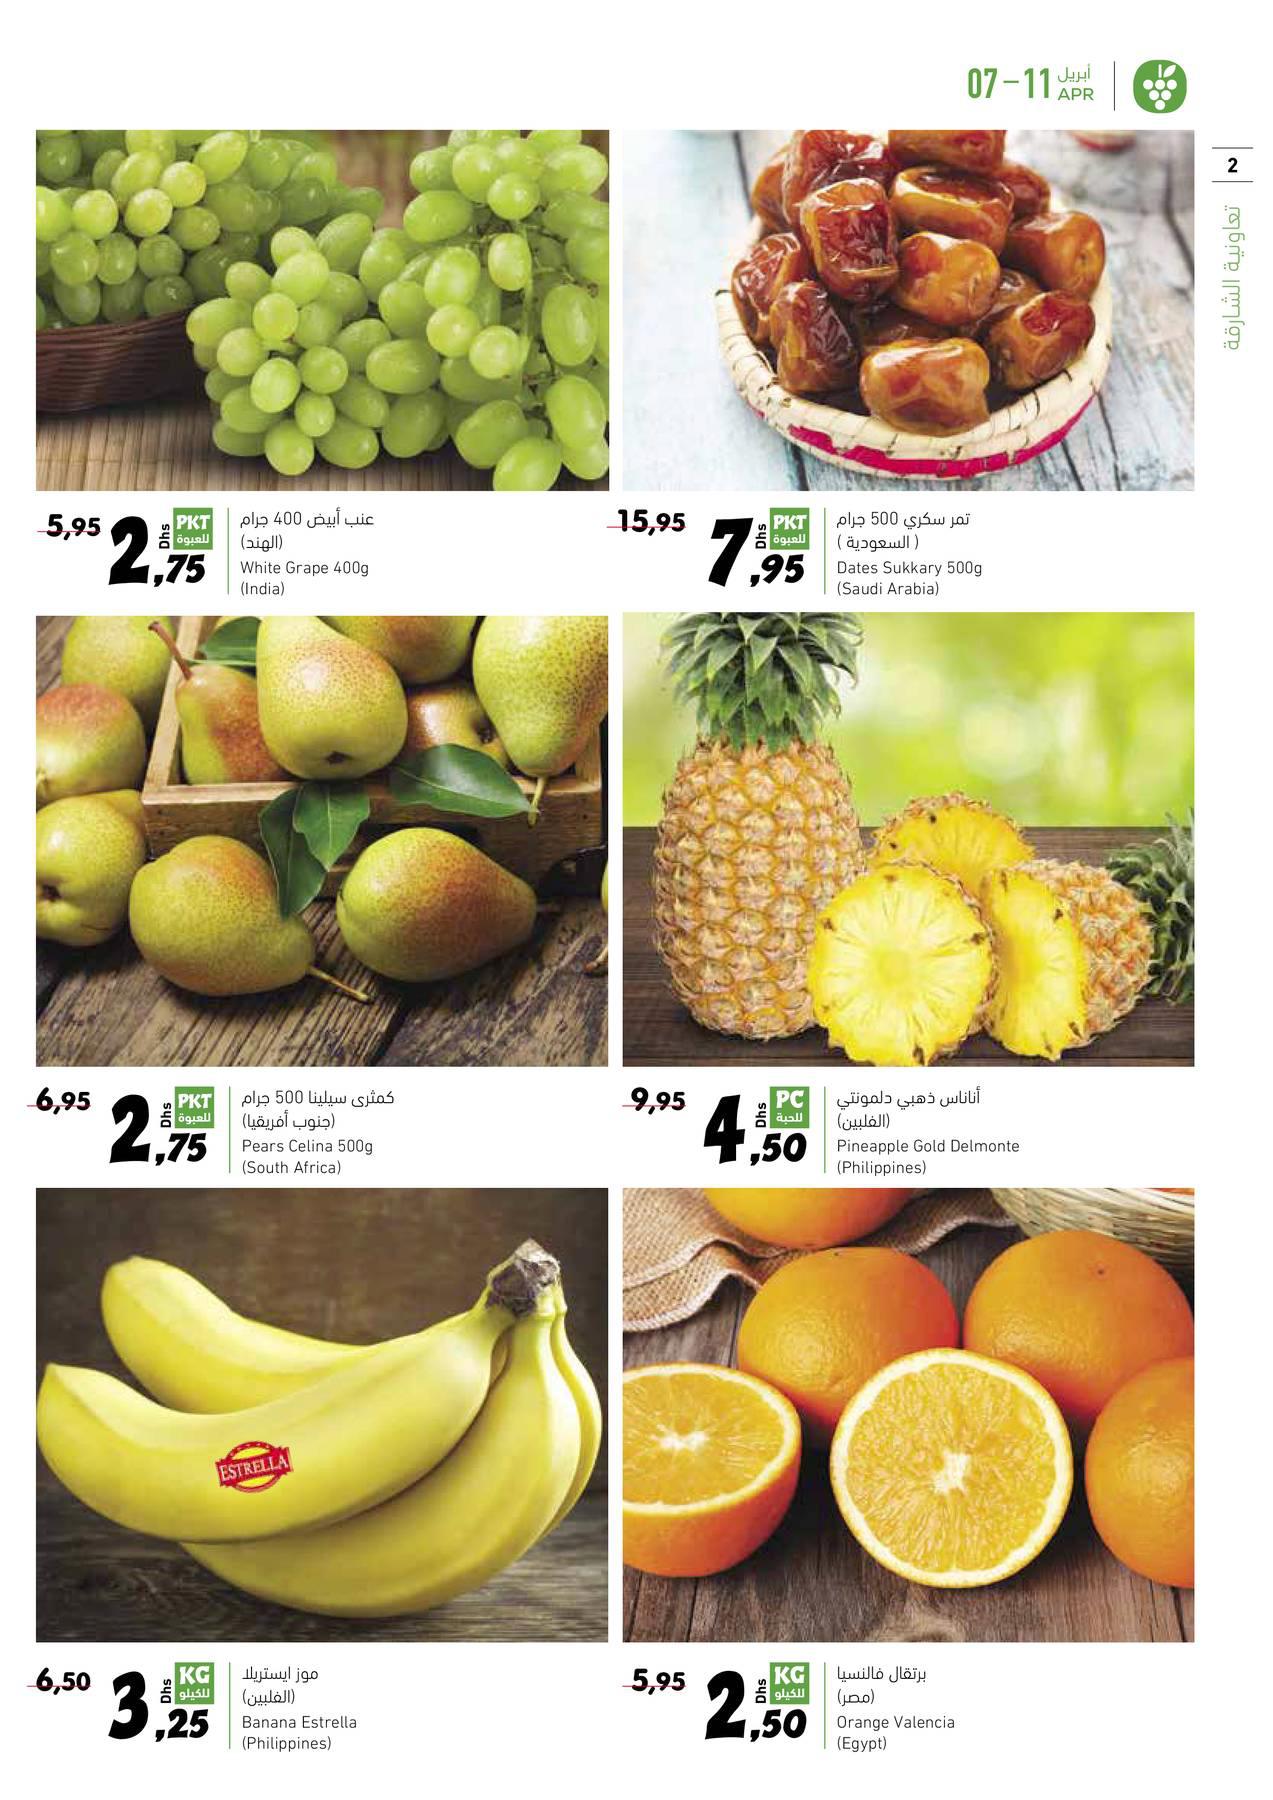 07 – 11 أبريل
APR
2
تعاونية الشارقة
5,95
2,75
Dhs
PKT
للعبوة
عنب أبيض 400 جرام
(الهند)
White Grape 400g
(India)
15,95
7,95
Dhs
PKT
للعبوة
تمر سكري 500 جرام
( السعودية )
Dates Sukkary 500g
(Saudi Arabia)
6,95
2,75
Dhs
PKT
للعبوة
كمثرى سيلينا 500 جرام
(جنوب أفريقيا)
Pears Celina 500g
(South Africa)
9,95
4,50
Dhs
PC
للحبة
أناناس ذهبي دلمونتي
(الفلبين)
Pineapple Gold Delmonte
(Philippines)
ESTRELLA
6,50
3,25
Dhs
KG
للكيلو
موز ايستريلا
(الفلبين)
Banana Estrella
(Philippines)
5,95
2,50
Dhs
KG
للكيلو
برتقال فالنسيا
(مصر)
Orange Valencia
(Egypt)